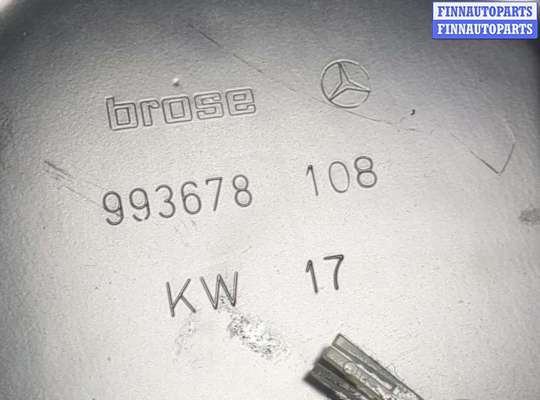 FINNAUTOPARTS
FINNAUTOPARTS
brose
993678 108
KW 17